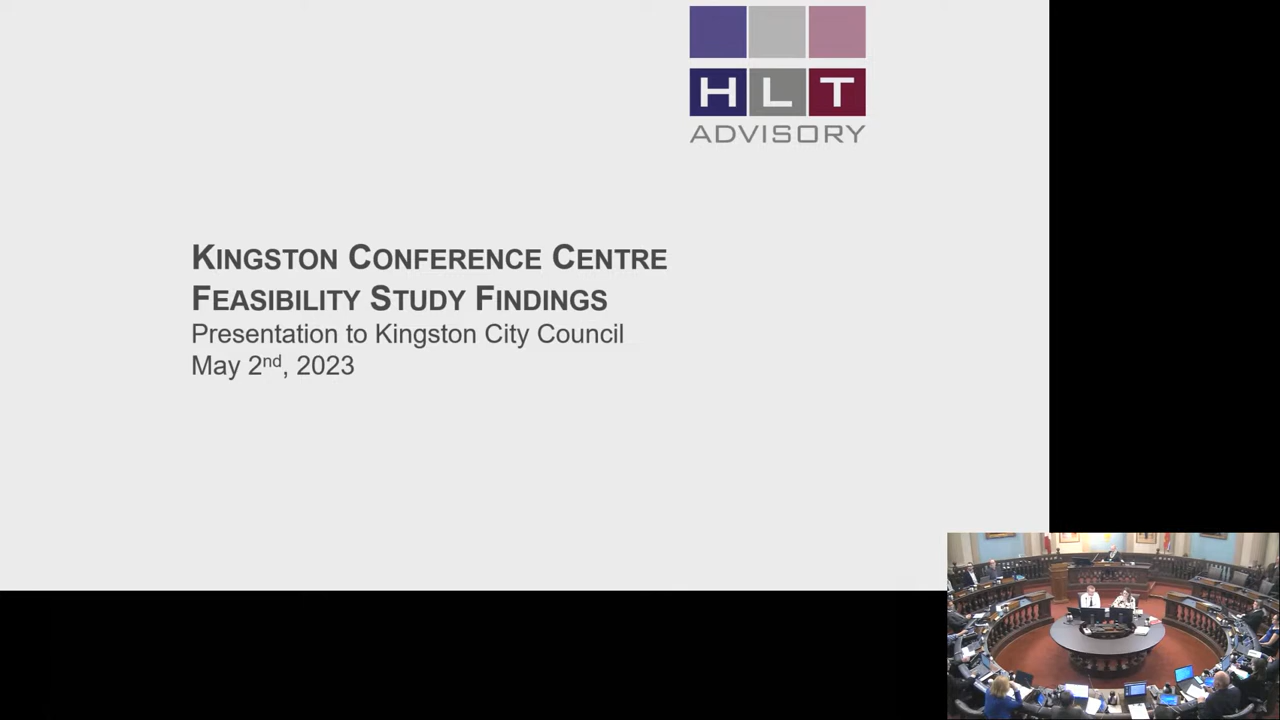 HLT
ADVISORY
KINGSTON CONFERENCE CENTRE
FEASIBILITY STUDY FINDINGS
Presentation to Kingston City Council
May 2nd, 2023